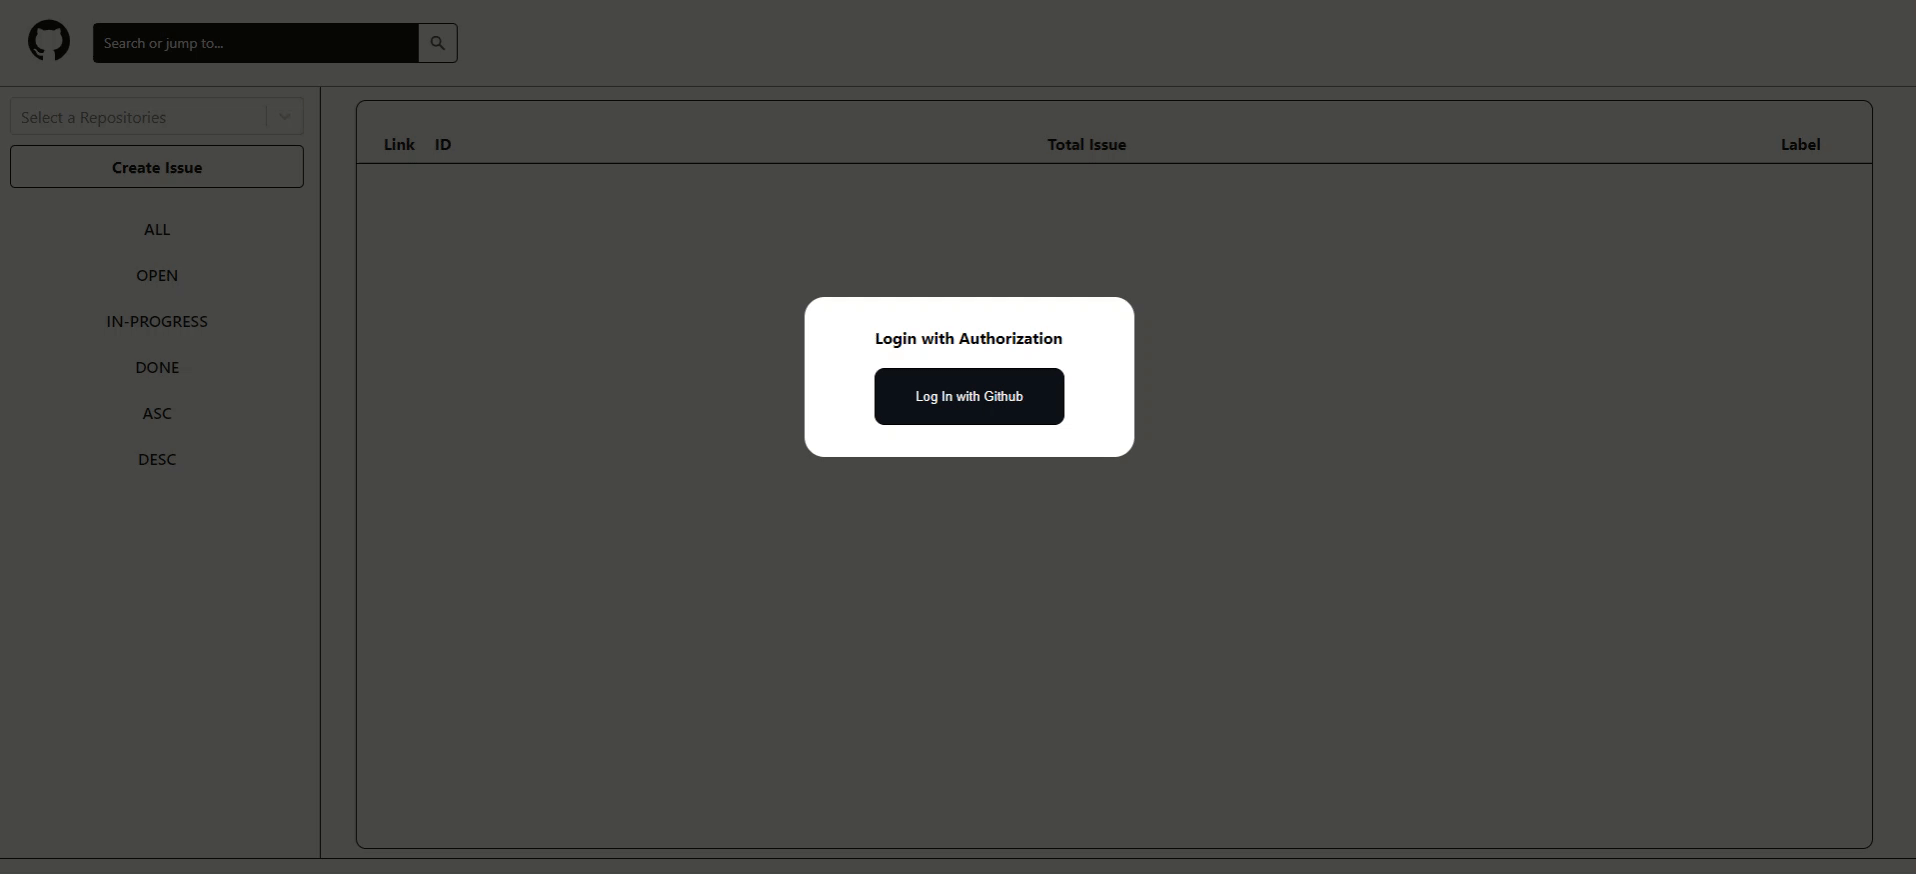 Search or jump to...
Select a Repositories
Create Issue
ALL
OPEN
IN-PROGRESS
DONE
ASC
DESC
Link ID Total Issue Label
Login with Authorization
Log In with Github